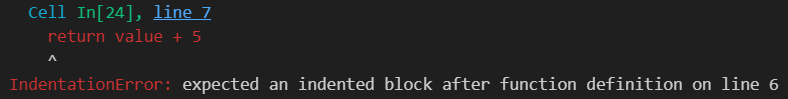 Cell In[24], line 7
return value + 5
^
IndentationError: expected an indented block after function definition on line 6